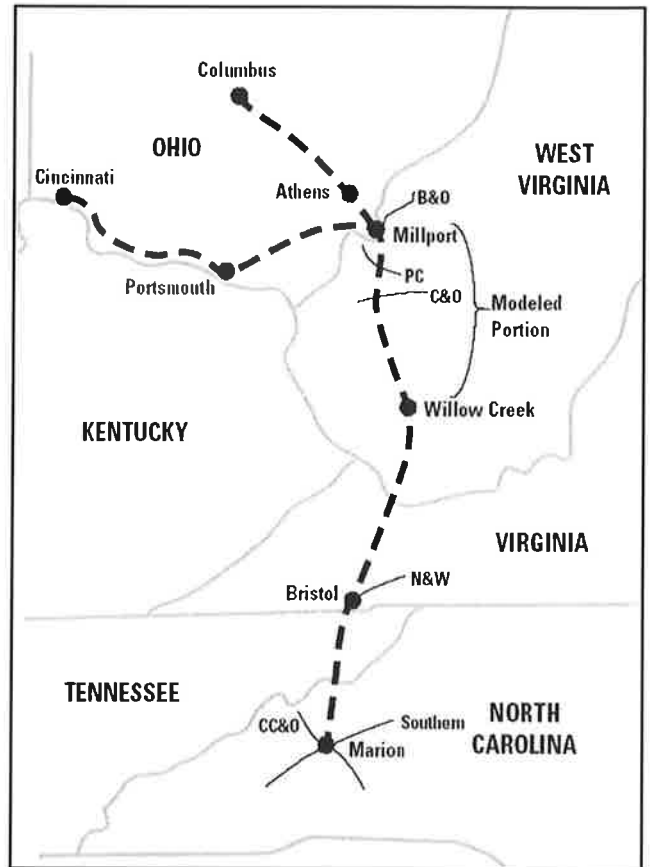 Columbus
OHIO
WEST
VIRGINIA
Cincinnati
Athens
B&O
Millport
Portsmouth
PC
C&O
Modeled
Portion
Willow Creek
KENTUCKY
VIRGINIA
Bristol
N&W
TENNESSEE
CC&O
Southern
NORTH
CAROLINA
Marion